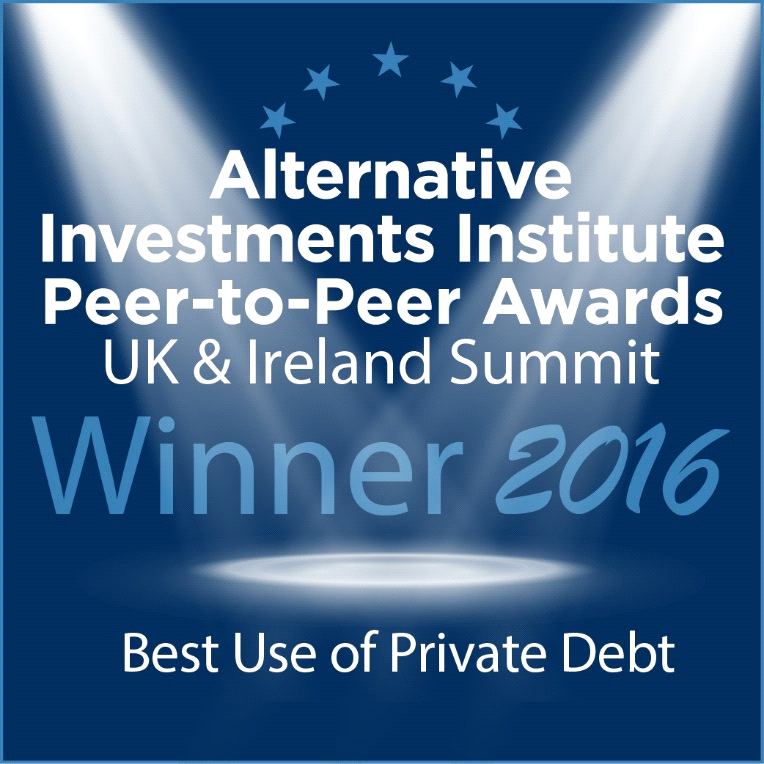 Alternative
Investments Institute
Peer-to-Peer Awards
UK & Ireland Summit
Winner 2016
Best Use of Private Debt